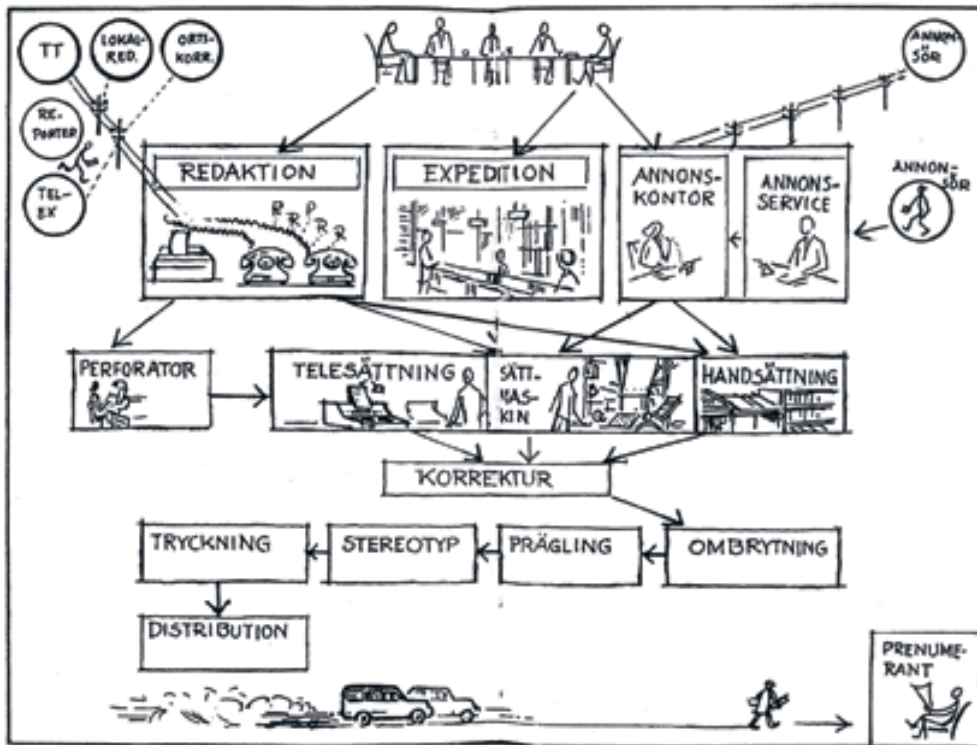 TT
LOKAL-
RED.
ORTS-
KORR.
ANNON-
SÖR
RE-
PORTER
TEL-
EX
REDAKTION
R R P
R R
EXPEDITION
ANNONS-
KONTOR
ANNONS-
SERVICE
ANNON-
SÖR
PERFORATOR
TELESÄTTNING
SÄTT-
MAS-
KIN
HANDSÄTTNING
KORREKTUR
TRYCKNING
STEREOTYP
PRÄGLING
OMBRYTNING
DISTRIBUTION
PRENUME-
RANT